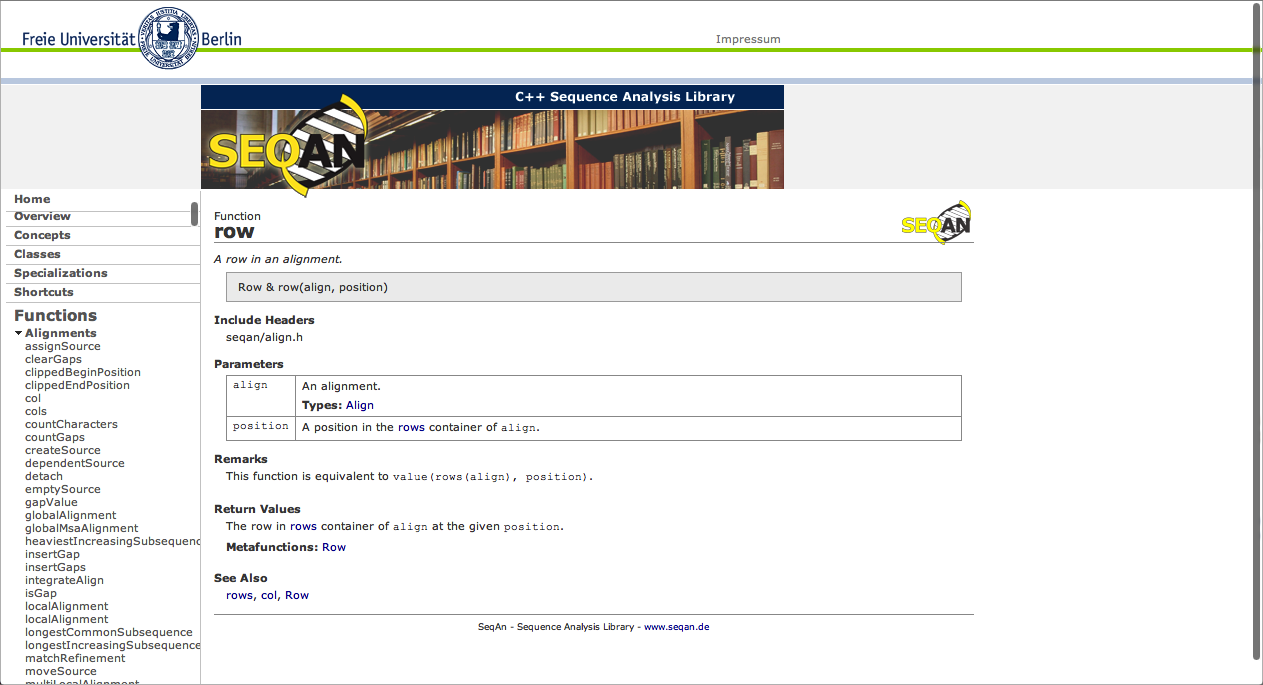 Freie Universität Berlin
Impressum
C++ Sequence Analysis Library
SEQAN
Home
Overview
Concepts
Classes
Specializations
Shortcuts
Functions
Alignments
assignSource
clearGaps
clippedBeginPosition
clippedEndPosition
col
cols
countCharacters
countGaps
createSource
dependentSource
detach
emptySource
gapValue
globalAlignment
globalMsaAlignment
heaviestIncreasingSubsequenc
insertGap
insertGaps
integrateAlign
isGap
localAlignment
localAlignment
longestCommonSubsequence
longestIncreasingSubsequence
matchRefinement
moveSource
multiLocalAlignment
Function
row
SEQAN
A row in an alignment.
Row & row(align, position)
Include Headers
seqan/align.h
Parameters
align An alignment.
Types: Align
position A position in the rows container of align.
Remarks
This function is equivalent to value(rows(align), position).
Return Values
The row in rows container of align at the given position.
Metafunctions: Row
See Also
rows, col, Row
SeqAn - Sequence Analysis Library - www.seqan.de